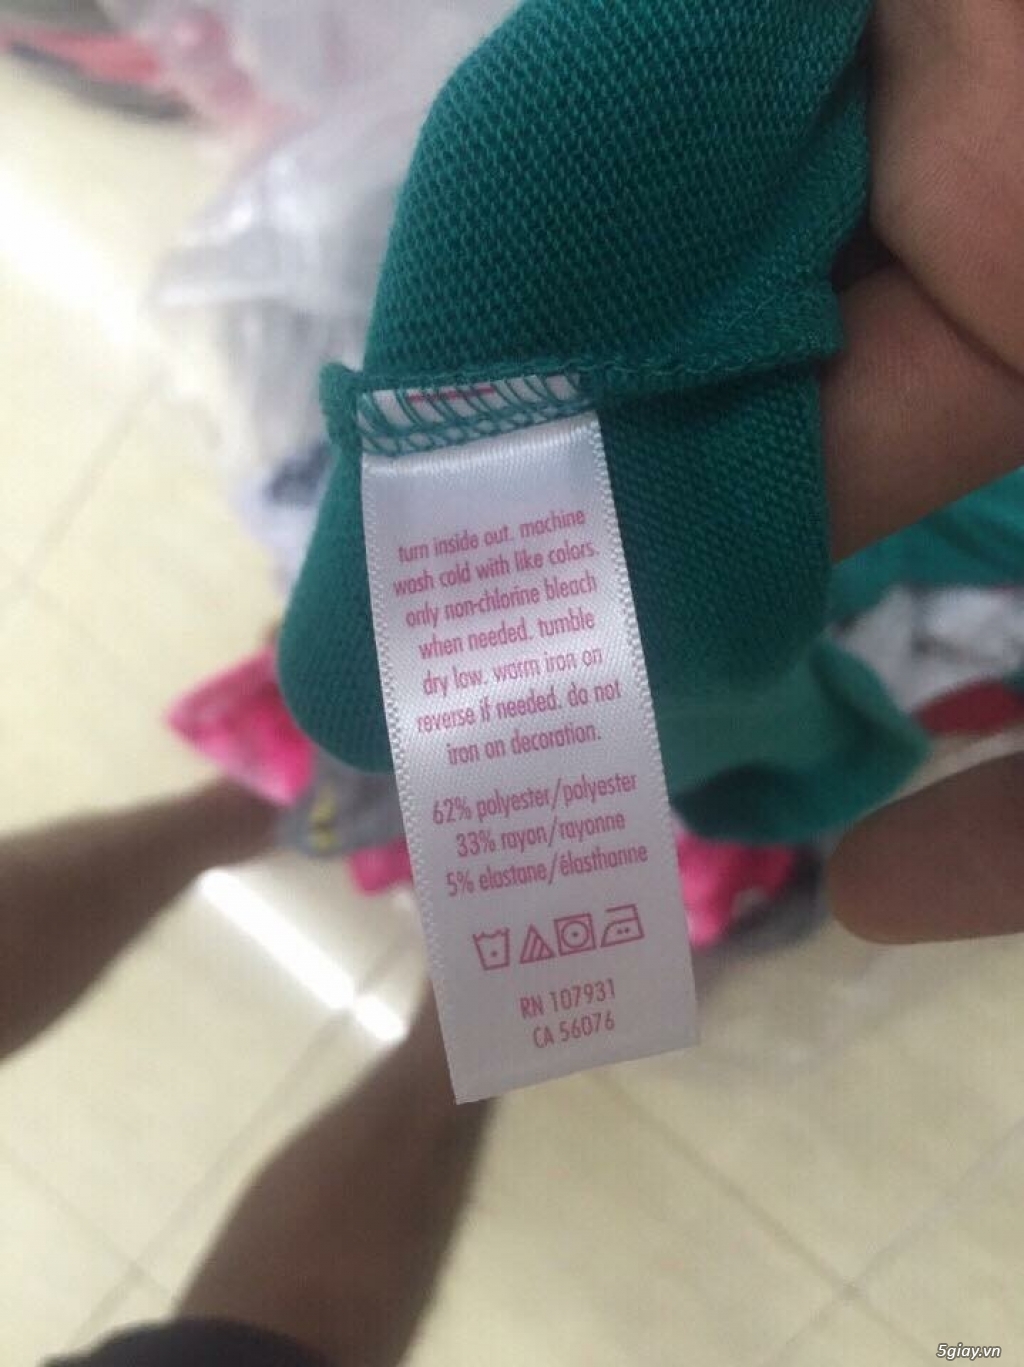 turn inside out. machine
wash cold with like colors.
only non-chlorine bleach
when needed. tumble
dry low. warm iron on
reverse if needed. do not
iron on decoration.
62% polyester/polyester
33% rayon/rayonne
5% elastane/élasthanne
RN 107931
CA 56076
5giay.vn